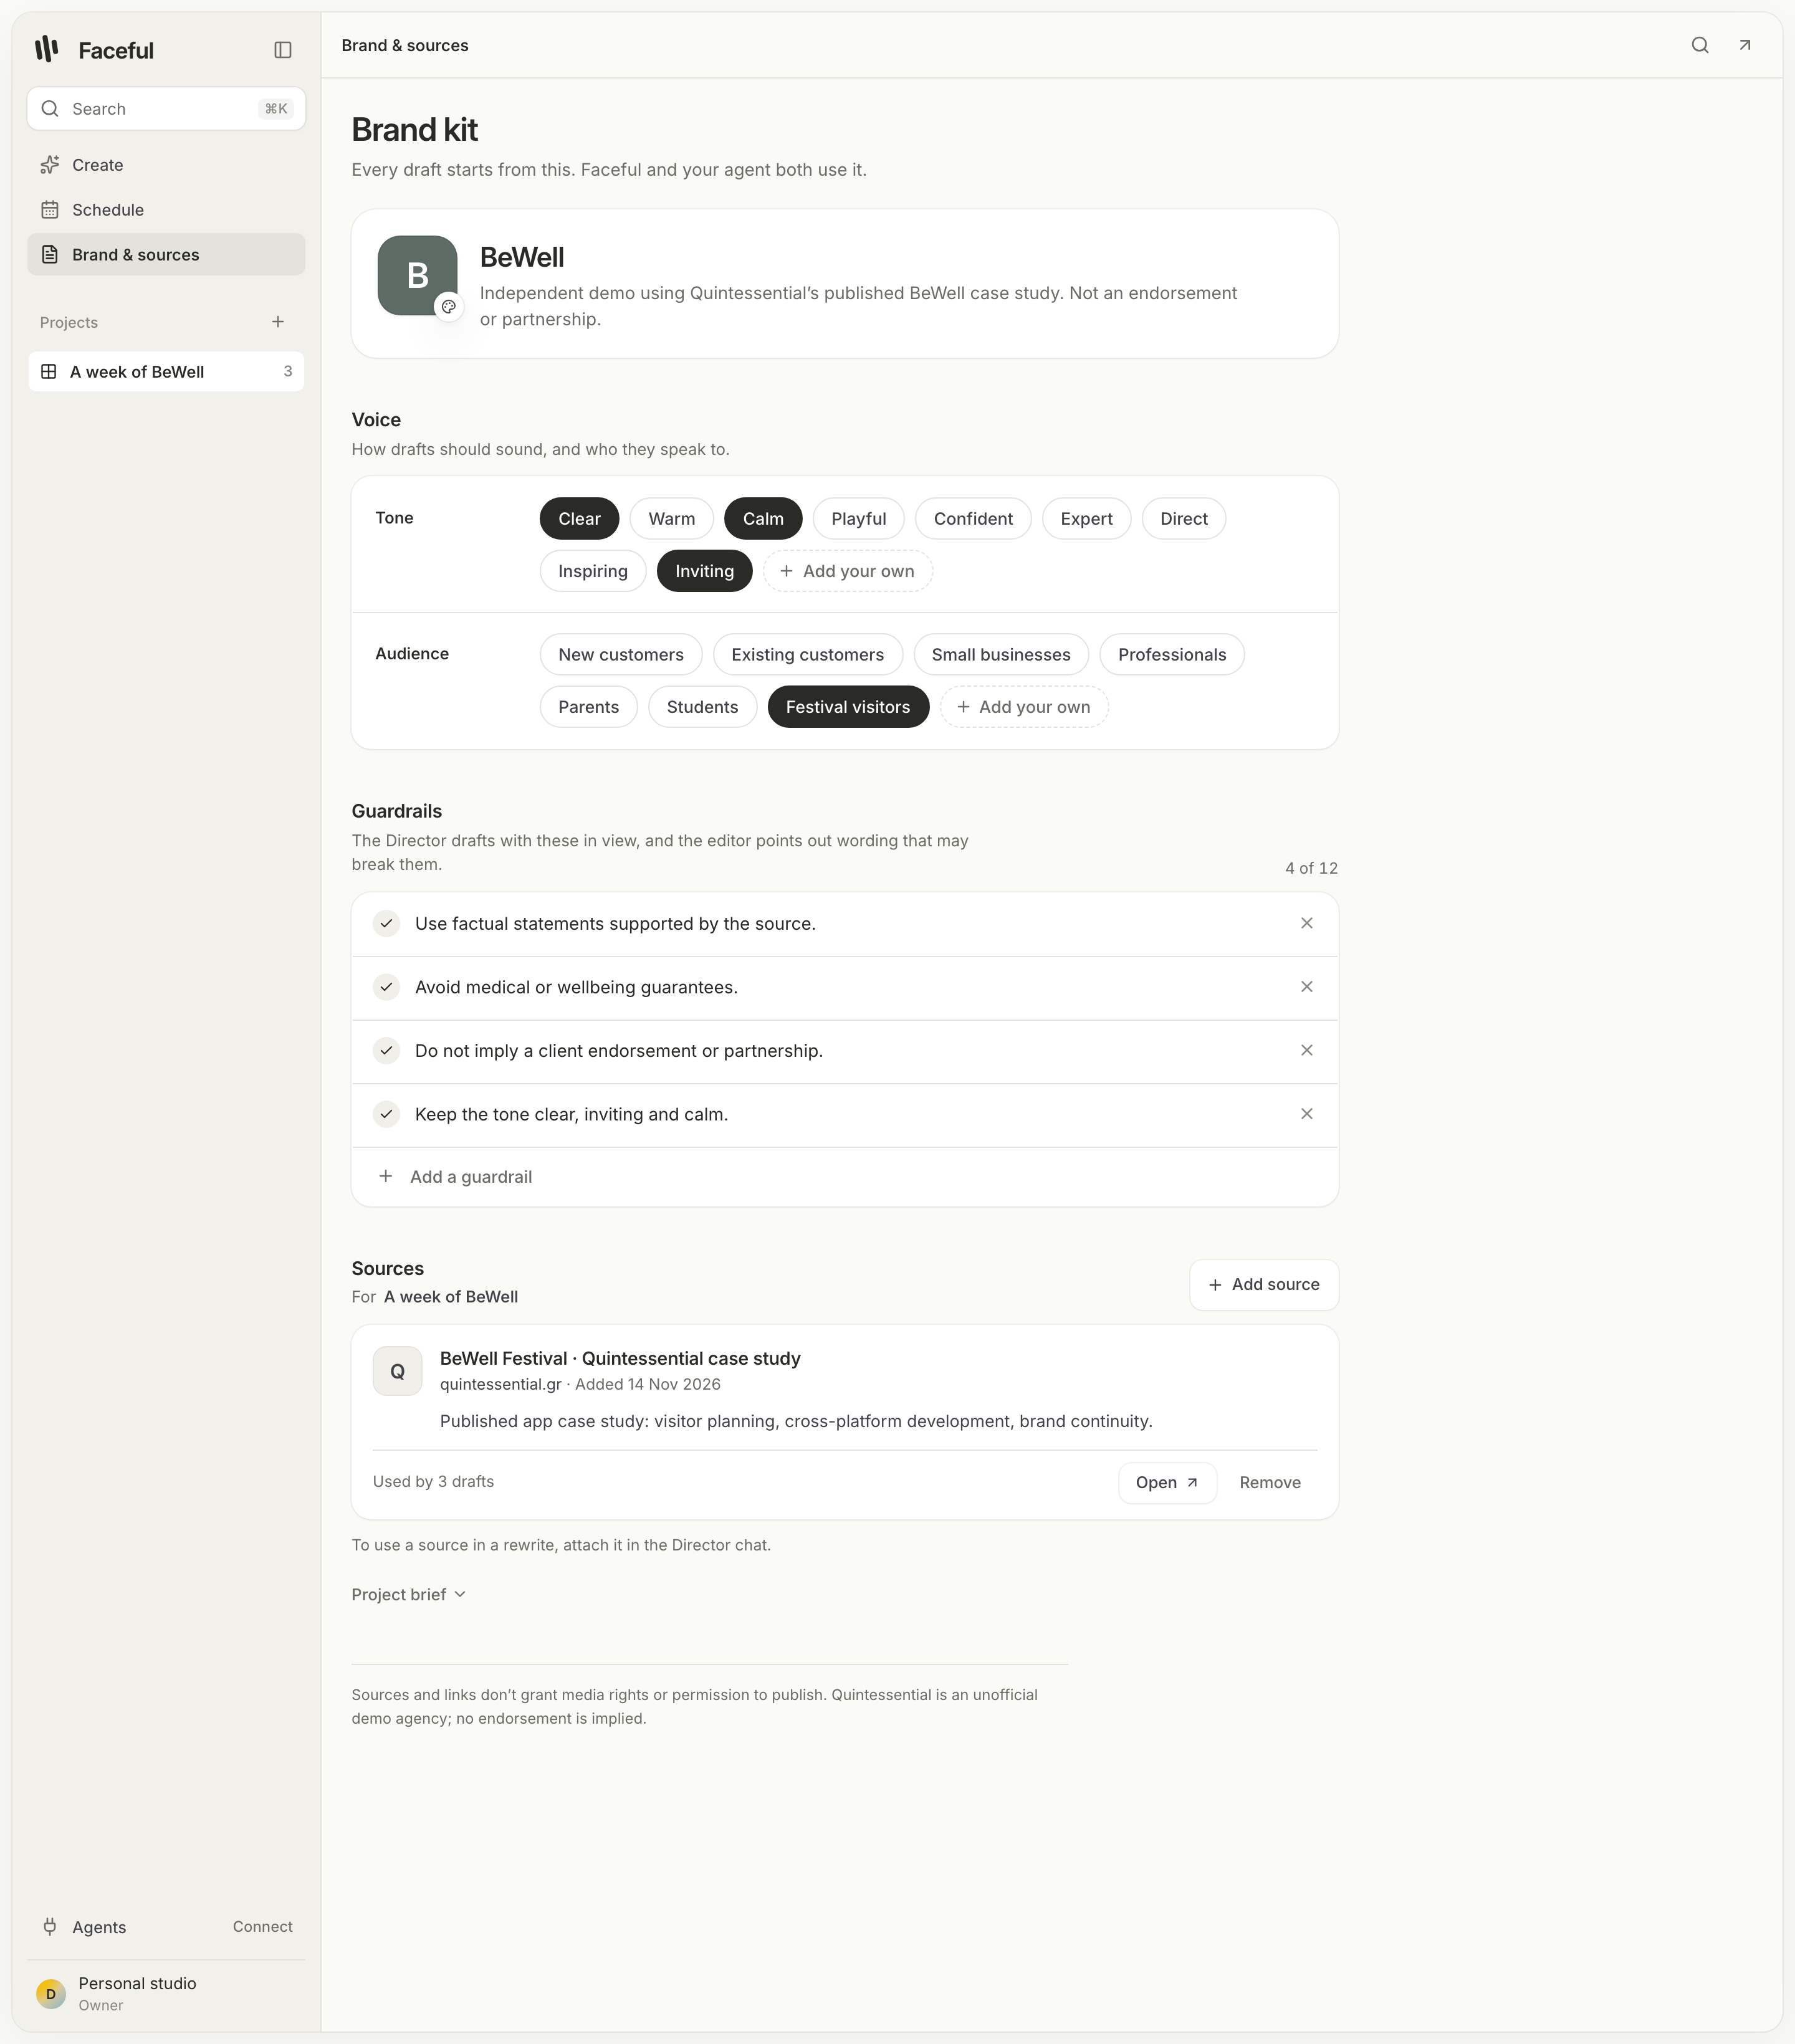 Faceful
Search ⌘K
Create
Schedule
Brand & sources
Projects
A week of BeWell 3
Agents Connect
D
Personal studio
Owner
Brand & sources
Brand kit
Every draft starts from this. Faceful and your agent both use it.
B
BeWell
Independent demo using Quintessential’s published BeWell case study. Not an endorsement
or partnership.
Voice
How drafts should sound, and who they speak to.
Tone
Clear Warm Calm Playful Confident Expert Direct
Inspiring Inviting Add your own
Audience
New customers Existing customers Small businesses Professionals
Parents Students Festival visitors Add your own
Guardrails
The Director drafts with these in view, and the editor points out wording that may
break them.
4 of 12
Use factual statements supported by the source.
Avoid medical or wellbeing guarantees.
Do not imply a client endorsement or partnership.
Keep the tone clear, inviting and calm.
Add a guardrail
Sources
For A week of BeWell
Add source
Q
BeWell Festival · Quintessential case study
quintessential.gr · Added 14 Nov 2026
Published app case study: visitor planning, cross-platform development, brand continuity.
Used by 3 drafts
Open Remove
To use a source in a rewrite, attach it in the Director chat.
Project brief
Sources and links don’t grant media rights or permission to publish. Quintessential is an unofficial
demo agency; no endorsement is implied.